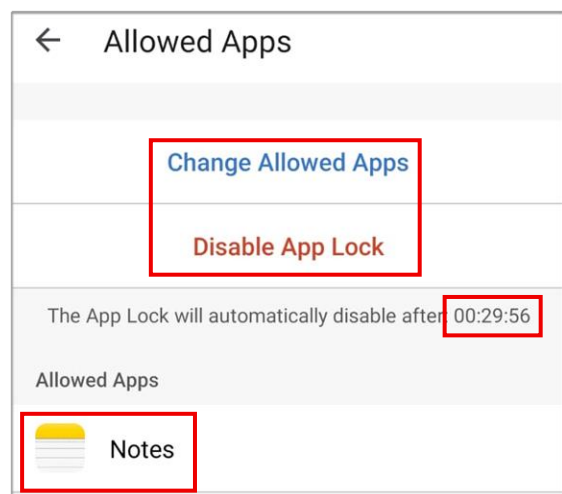 Allowed Apps
Change Allowed Apps
Disable App Lock
The App Lock will automatically disable after 00:29:56
Allowed Apps
Notes